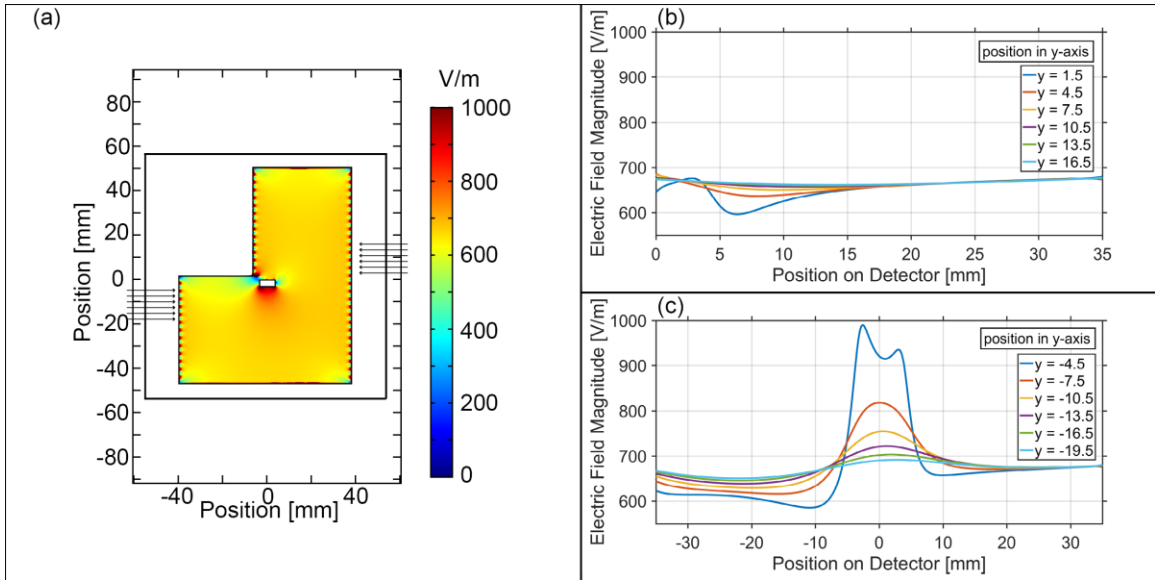 (a)
V/m
Position [mm]
80
60
40
20
0
-20
-40
-60
-80
-40
0
40
Position [mm]
1000
800
600
400
200
0
(b)
Electric Field Magnitude [V/m]
1000
900
800
700
600
0 5 10 15 20 25 30 35
Position on Detector [mm]
position in y-axis
y = 1.5
y = 4.5
y = 7.5
y = 10.5
y = 13.5
y = 16.5
(c)
Electric Field Magnitude [V/m]
1000
900
800
700
600
-30 -20 -10 0 10 20 30
Position on Detector [mm]
position in y-axis
y = -4.5
y = -7.5
y = -10.5
y = -13.5
y = -16.5
y = -19.5